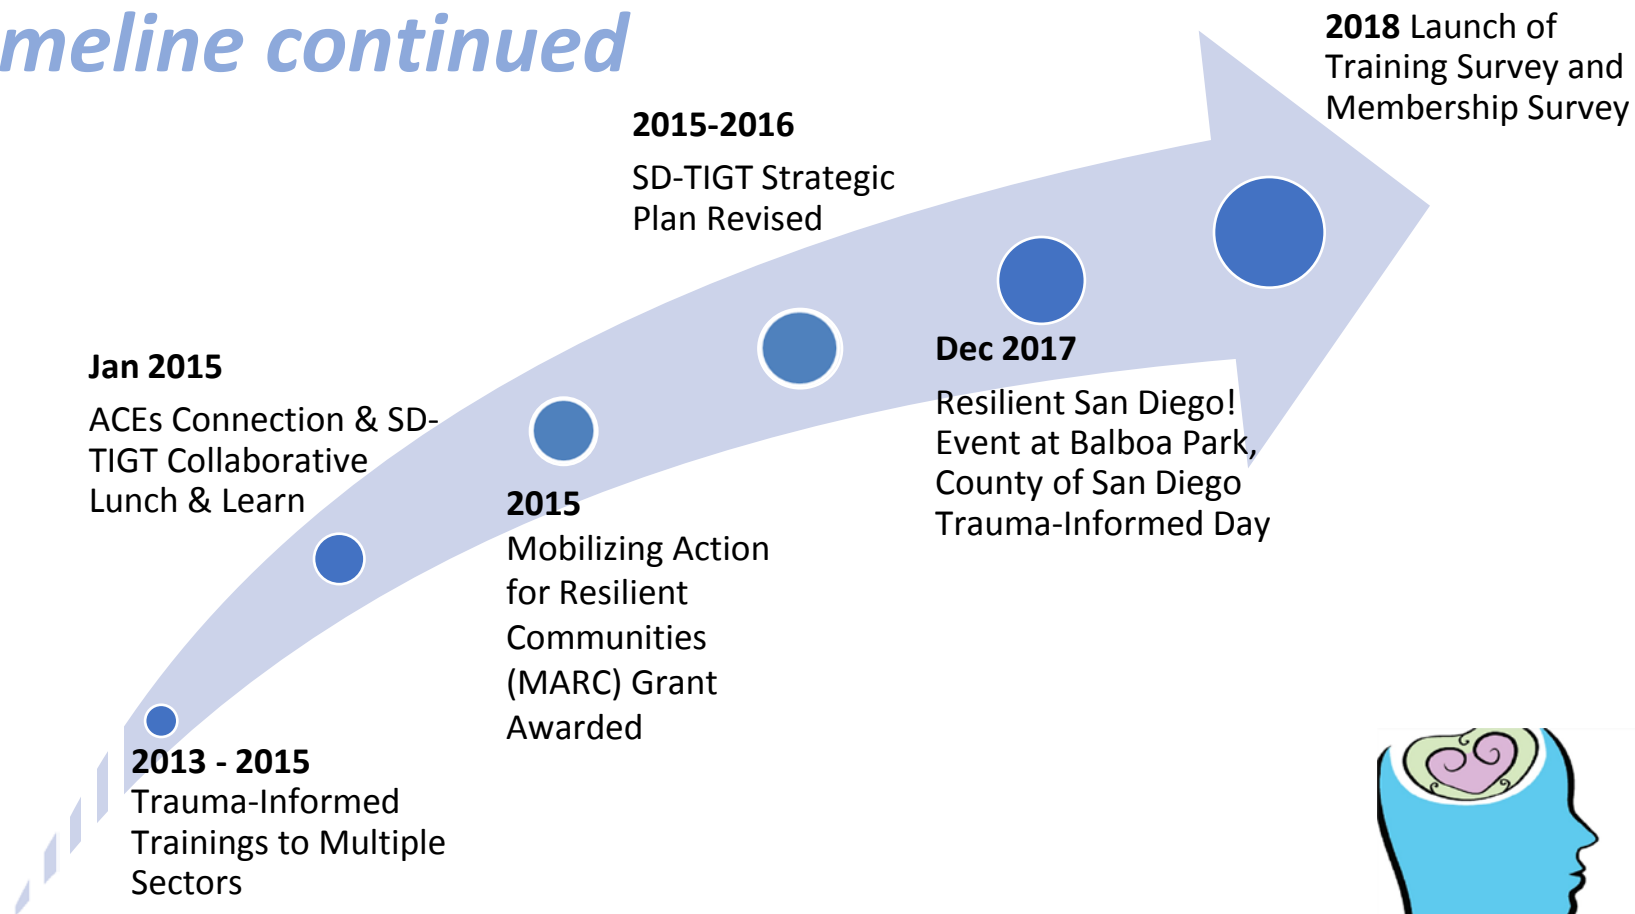 meline continued
2018 Launch of
Training Survey and
Membership Survey
2015-2016
SD-TIGT Strategic
Plan Revised
Dec 2017
Resilient San Diego!
Event at Balboa Park,
County of San Diego
Trauma-Informed Day
Jan 2015
ACEs Connection & SD-
TIGT Collaborative
Lunch & Learn
2015
Mobilizing Action
for Resilient
Communities
(MARC) Grant
Awarded
2013 - 2015
Trauma-Informed
Trainings to Multiple
Sectors